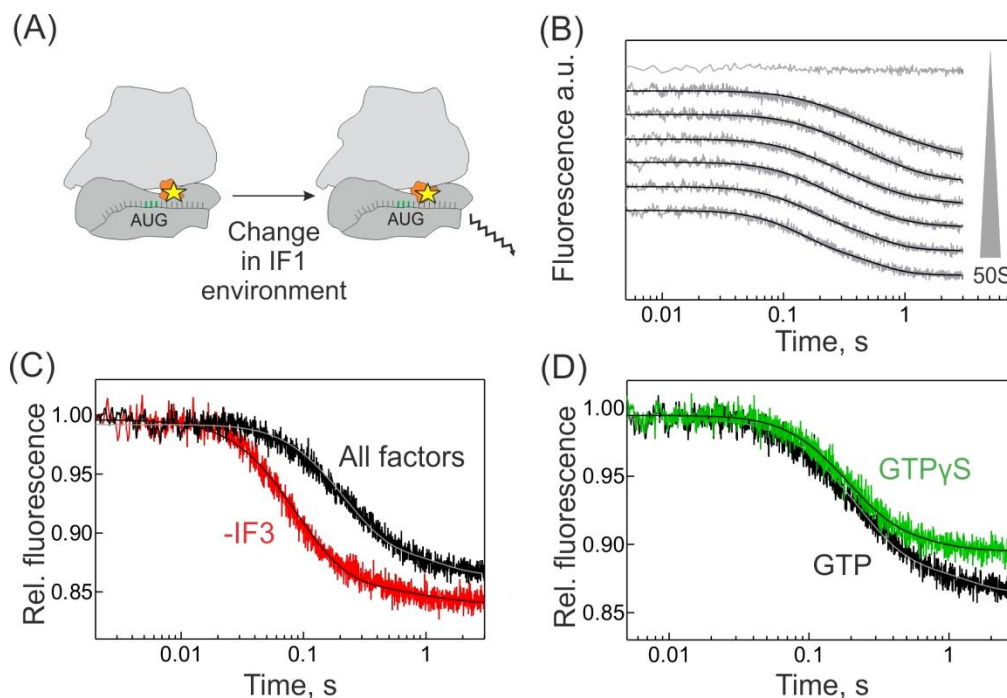 (A)
AUG
Change
in IF1
environment
AUG
(B)
Fluorescence a.u.
0.01
0.1
1
Time, s
50S
(C)
Rel. fluorescence
1.00
0.95
0.90
0.85
All factors
-IF3
0.01
0.1
1
Time, s
(D)
Rel. fluorescence
1.00
0.95
0.90
0.85
GTPγS
GTP
0.01
0.1
1
Time, s